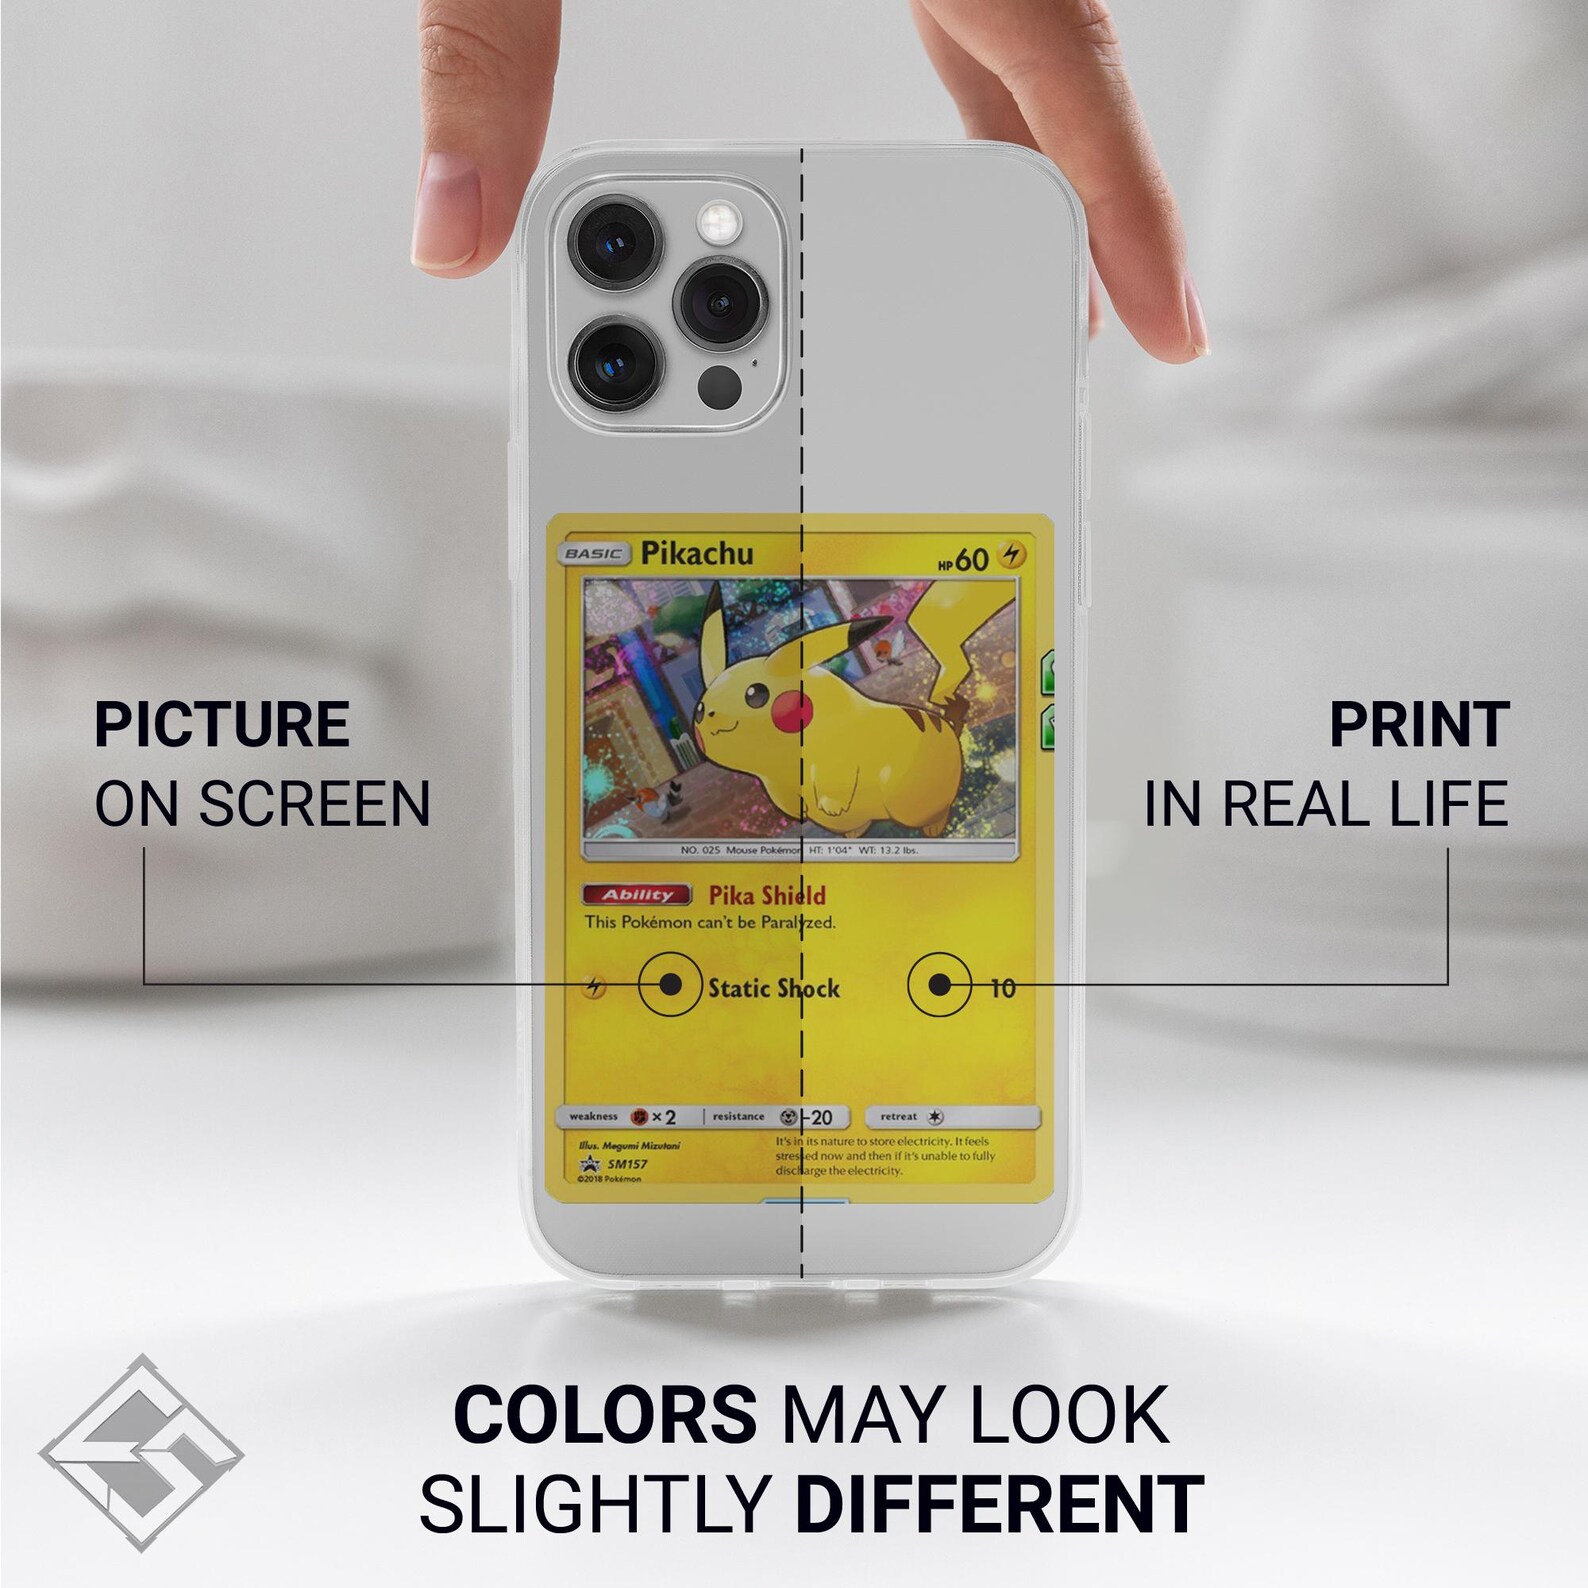 BASIC Pikachu HP 60
NO. 025 Mouse Pokémon HT: 1'04" WT: 13.2 lbs.
PICTURE
ON SCREEN
PRINT
IN REAL LIFE
Ability Pika Shield
This Pokémon can't be Paralyzed.
Static Shock 10
weakness ×2 resistance -20 retreat
Illus. Megumi Mizutani
SM157
©2018 Pokémon
It's in its nature to store electricity. It feels
stressed now and then if it's unable to fully
discharge the electricity.
COLORS MAY LOOK
SLIGHTLY DIFFERENT